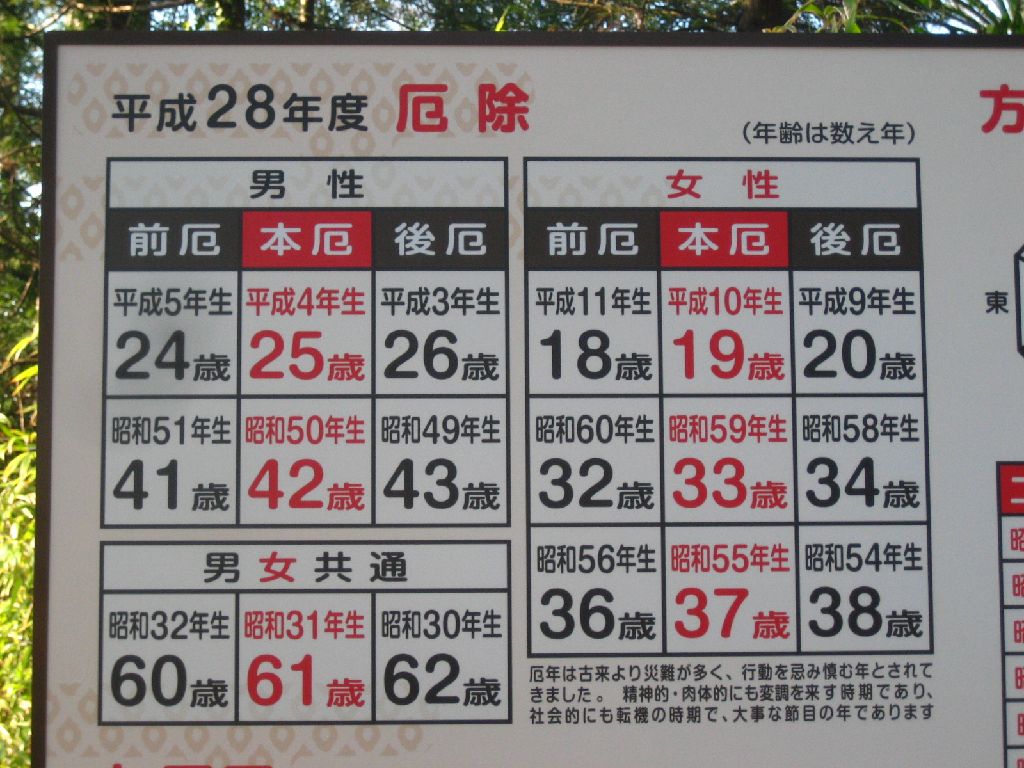 平成28年度 厄除
(年齢は数え年)
男性
前厄 本厄 後厄
平成5年生 平成4年生 平成3年生
24歳 25歳 26歳
昭和51年生 昭和50年生 昭和49年生
41歳 42歳 43歳
男女共通
昭和32年生 昭和31年生 昭和30年生
60歳 61歳 62歳
女性
前厄 本厄 後厄
平成11年生 平成10年生 平成9年生
18歳 19歳 20歳
昭和60年生 昭和59年生 昭和58年生
32歳 33歳 34歳
昭和56年生 昭和55年生 昭和54年生
36歳 37歳 38歳
厄年は古来より災難が多く、行動を忌み慎む年とされて
きました。 精神的・肉体的にも変調を来す時期であり、
社会的にも転機の時期で、大事な節目の年であります
方
東
昭
昭
昭
昭
昭